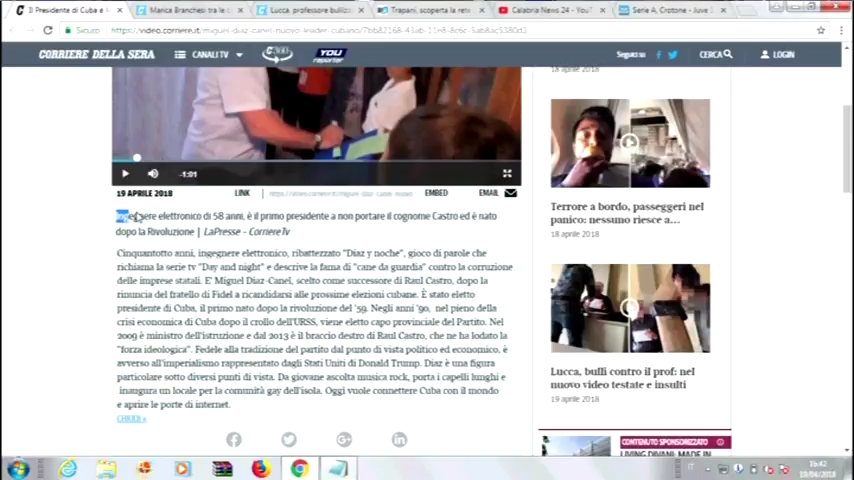 Il Presidente di Cuba è l
Marica Branchesi tra le
Lucca, professore bulliz
Trapani, scoperta la rete
Calabria News 24 - YouT
Serie A, Crotone - Juve
Sicuro
CORRIERE DELLA SERA
CANALI TV
YOU
reporter
Seguici su
CERCA
LOGIN
18 aprile 2018
-1:01
19 APRILE 2018
LINK
EMBED
EMAIL
Ingegnere elettronico di 58 anni, è il primo presidente a non portare il cognome Castro ed è nato
dopo la Rivoluzione | LaPresse - CorriereTv
Cinquantotto anni, ingegnere elettronico, ribattezzato "Diaz y noche", gioco di parole che
richiama la serie tv "Day and night" e descrive la fama di "cane da guardia" contro la corruzione
delle imprese statali. E' Miguel Diaz-Canel, scelto come successore di Raul Castro, dopo la
rinuncia del fratello di Fidel a ricandidarsi alle prossime elezioni cubane. È stato eletto
presidente di Cuba, il primo nato dopo la rivoluzione del '59. Negli anni '90, nel pieno della
crisi economica di Cuba dopo il crollo dell'URSS, viene eletto capo provinciale del Partito. Nel
2009 è ministro dell'istruzione e dal 2013 è il braccio destro di Raul Castro, che ne ha lodato la
"forza ideologica". Fedele alla tradizione del partito dal punto di vista politico ed economico, è
avverso all'imperialismo rappresentato dagli Stati Uniti di Donald Trump. Diaz è una figura
particolare sotto diversi punti di vista. Da giovane ascolta musica rock, porta i capelli lunghi e
inaugura un locale per la comunità gay dell'isola. Oggi vuole connettere Cuba con il mondo
e aprire le porte di internet.
CHIUDI
Terrore a bordo, passeggeri nel
panico: nessuno riesce a...
18 aprile 2018
Lucca, bulli contro il prof: nel
nuovo video testate e insulti
19 aprile 2018
CONTENUTO SPONSORIZZATO
LIVING DIVANI: MADE IN
IT
16:42
19/04/2018